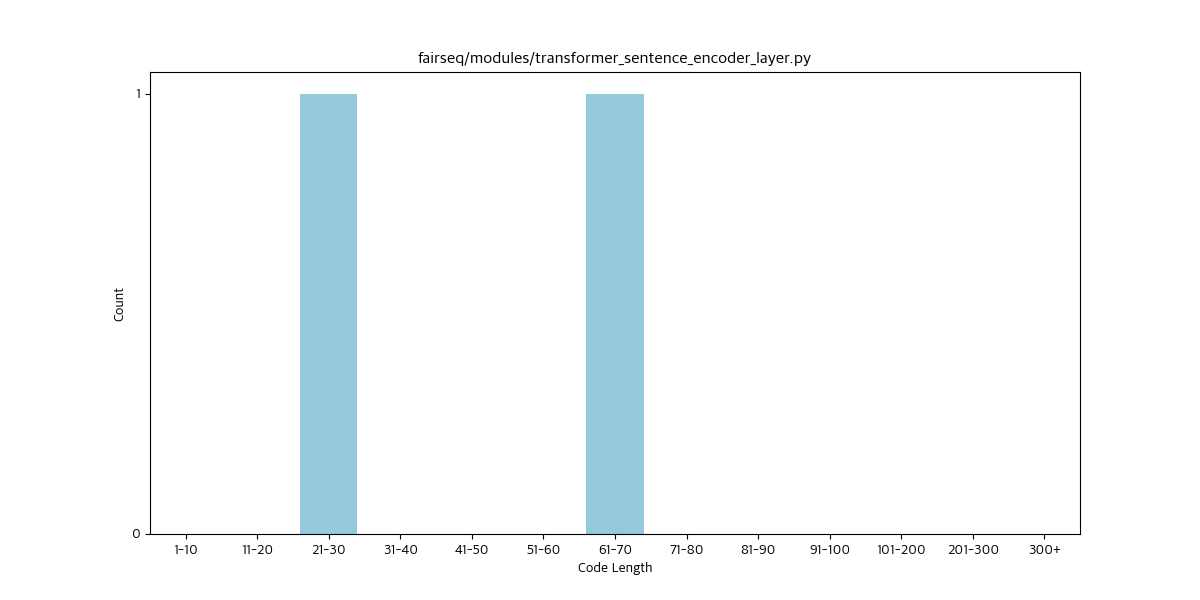 fairseq/modules/transformer_sentence_encoder_layer.py
1
Count
0
1-10 11-20 21-30 31-40 41-50 51-60 61-70 71-80 81-90 91-100 101-200 201-300 300+
Code Length